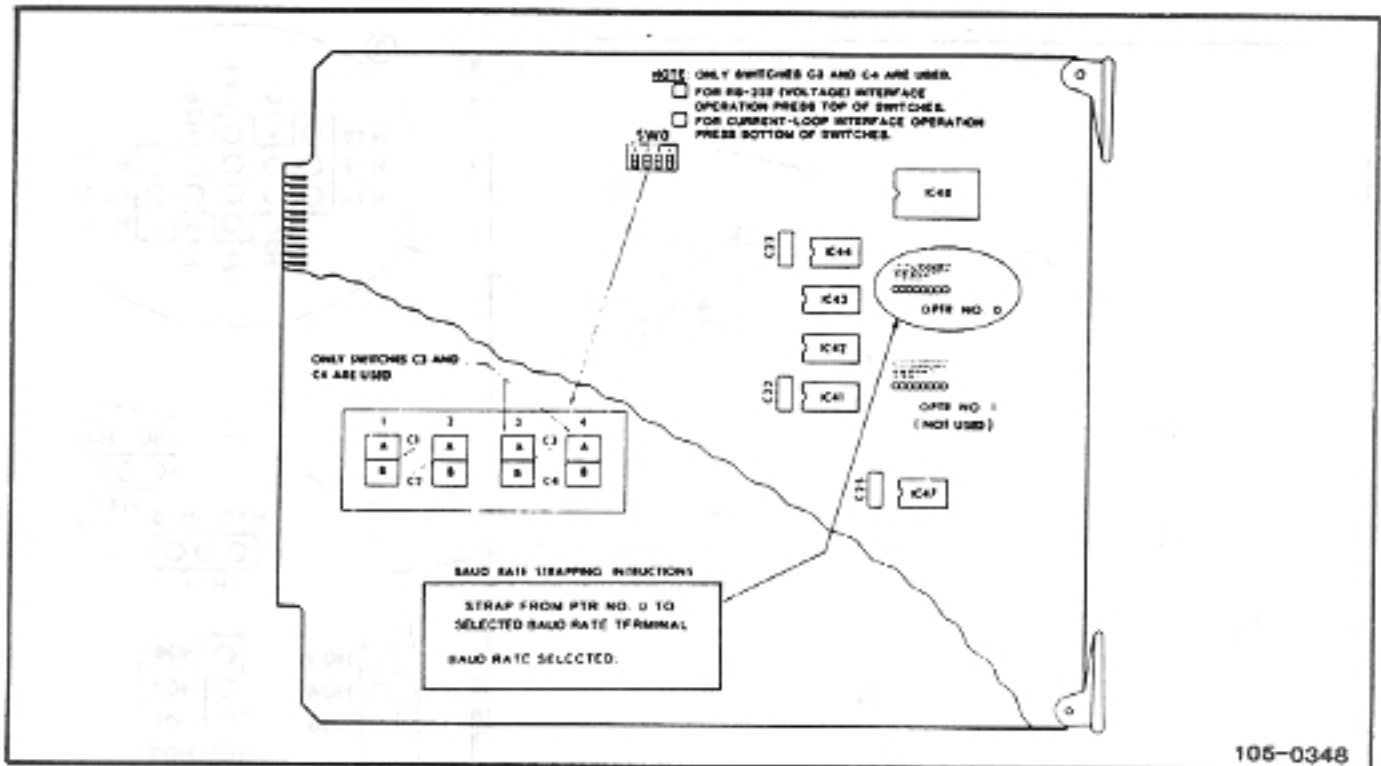 NOTE: ONLY SWITCHES C3 AND C4 ARE USED.
FOR RS-232 (VOLTAGE) INTERFACE
OPERATION PRESS TOP OF SWITCHES.
FOR CURRENT-LOOP INTERFACE OPERATION
PRESS BOTTOM OF SWITCHES.
SW0
IC48
C33
IC44
IC43
OPTR NO. 0
IC42
C32
IC41
OPTR NO. 1
(NOT USED)
IC47
ONLY SWITCHES C3 AND
C4 ARE USED
1 2 3 4
A C1 A A C3 A
B C2 B B C4 B
BAUD RATE STRAPPING INSTRUCTIONS
STRAP FROM PTR NO. 0 TO
SELECTED BAUD RATE TERMINAL
BAUD RATE SELECTED:
105-0348